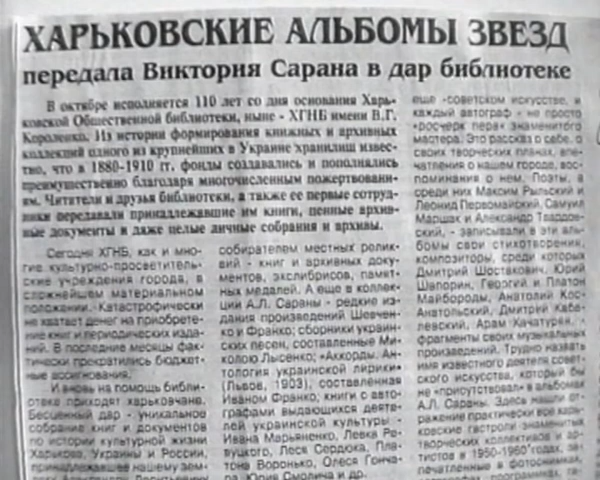 ХАРЬКОВСКИЕ АЛЬБОМЫ ЗВЕЗД
передала Виктория Сарана в дар библиотеке
В октябре исполняется 110 лет со дня основания Харь-
ковской Общественной библиотеки, ныне - ХГНБ имени В.Г.
Короленко. Из истории формирования книжных и архивных
коллекций одного из крупнейших в Украине хранилищ извес-
тно, что в 1880-1910 гг. фонды создавались и пополнялись
преимущественно благодаря многочисленным пожертвовани-
ям. Читатели и друзья библиотеки, а также ее первые сотруд-
ники передавали принадлежавшие им книги, ценные архив-
ные документы и даже целые личные собрания и архивы.
Сегодня ХГНБ, как и мно-
гие культурно-просветитель-
ские учреждения города, в
сложнейшем материальном
положении. Катастрофически
не хватает денег на приобрете-
ние книг и периодических изда-
ний. В последние месяцы фак-
тически прекратились бюджет-
ные ассигнования.
И вновь на помощь библи-
отеке приходят харьковчане.
Бесценный дар - уникальное
собрание книг и документов
по истории культурной жизни
Харькова, Украины и России,
принадлежавшее нашему зем-
собирателем местных релик-
вий - книг и архивных доку-
ментов, экслибрисов, памят-
ных медалей. А еще в коллек-
ции А.Л. Сараны - редкие из-
дания произведений Шевчен-
ко и Франко; сборники украин-
ских песен, составленные Ми-
колою Лысенко; «Аккорды. Ан-
тология украинской лирики»
(Львов, 1903), составленная
Иваном Франко; книги с авто-
графами выдающихся деяте-
лей украинской культуры -
Ивана Марьяненко, Левка Ре-
вуцкого, Леся Сердюка, Пла-
тона Воронько, Олеся Гонча-
ра, Юрия Смолича и др.
еще «советском искусстве, и
каждый автограф - не просто
«росчерк пера» знаменитого
мастера. Это рассказ о себе, о
своих творческих планах, впе-
чатления о нашем городе, вос-
поминания о нем. Поэты, а
среди них Максим Рыльский и
Леонид Первомайский, Самуил
Маршак и Александр Твардов-
ский, - записывали в эти аль-
бомы свои стихотворения,
композиторы, среди которых
Дмитрий Шостакович, Юрий
Шапорин, Георгий и Платон
Майбороды, Анатолий Кос-
Анатольский, Дмитрий Каба-
левский, Арам Хачатурян, -
фрагменты своих музыкальных
произведений. Трудно назвать
имя известного деятеля совет-
ского искусства, который бы
не «присутствовал» в альбомах
А.Л. Сараны. Здесь нашли от-
ражение практически все харь-
ковские гастроли знаменитых
творческих коллективов и ар-
тистов в 1950-1960 годах, за-
печатленные в фотоснимках,